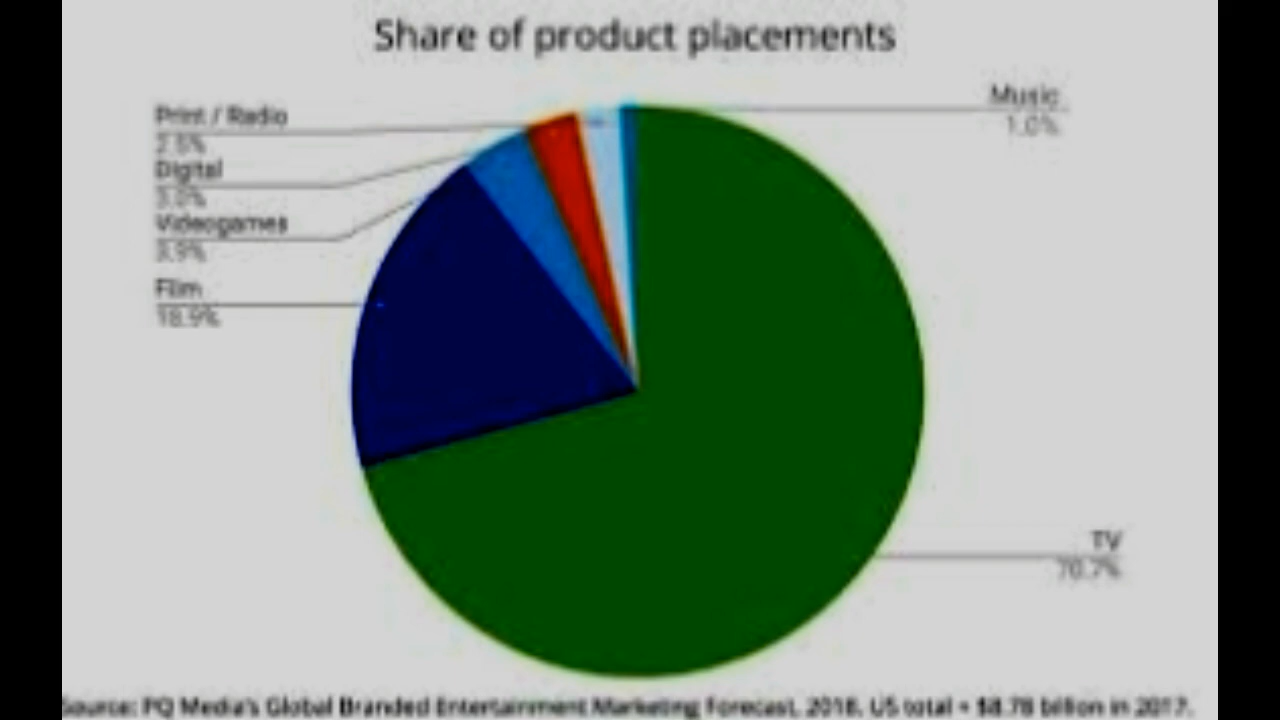 Share of product placements
Music
1.0%
Print / Radio
2.5%
Digital
3.0%
Videogames
3.9%
Film
18.9%
TV
70.7%
Source: PQ Media's Global Branded Entertainment Marketing Forecast, 2018. US total = $8.78 billion in 2017.